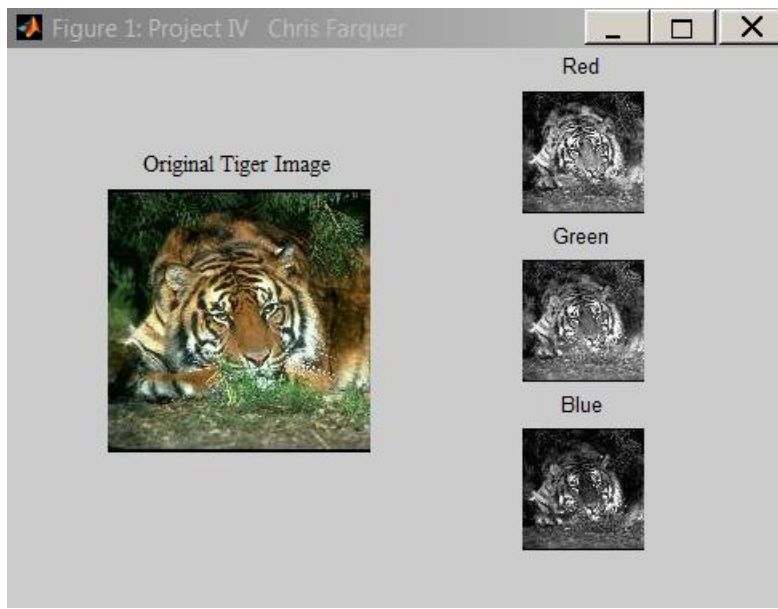 Figure 1: Project IV Chris Farquer
Original Tiger Image
Red
Green
Blue